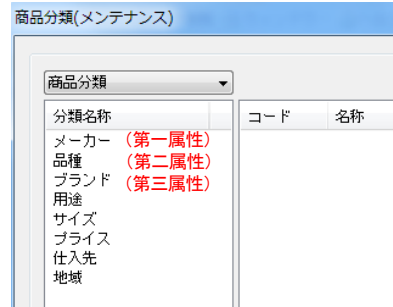 商品分類(メンテナンス)
商品分類
分類名称
コード 名称
メーカー (第一属性)
品種 (第二属性)
ブランド (第三属性)
用途
サイズ
プライス
仕入先
地域